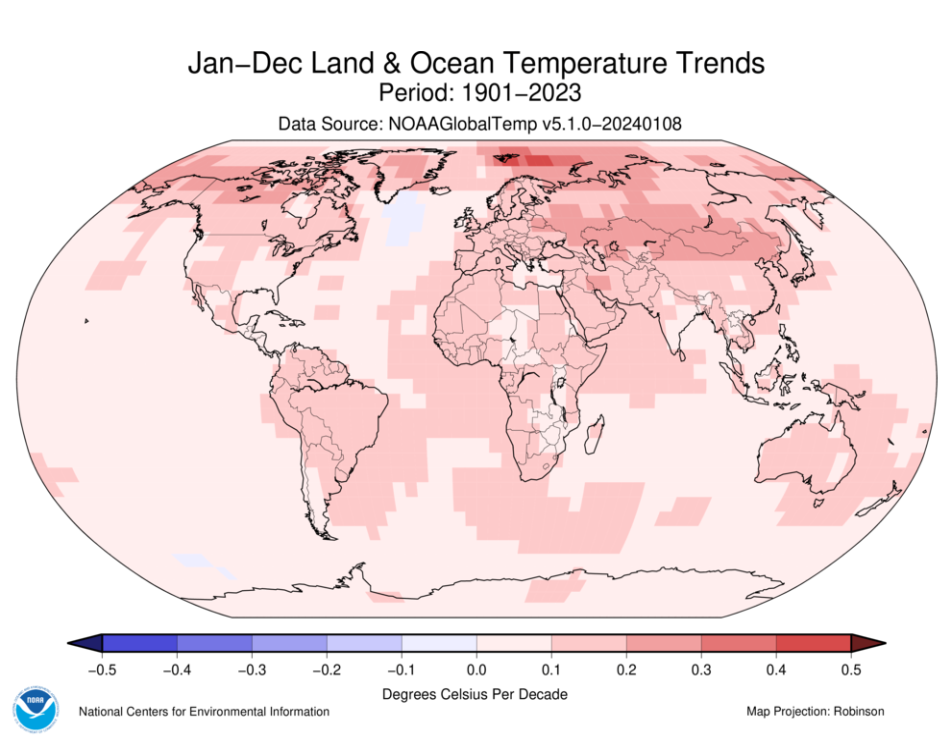 Jan−Dec Land & Ocean Temperature Trends
Period: 1901−2023
Data Source: NOAAGlobalTemp v5.1.0−20240108
−0.5 −0.4 −0.3 −0.2 −0.1 0.0 0.1 0.2 0.3 0.4 0.5
Degrees Celsius Per Decade
NOAA
National Centers for Environmental Information
Map Projection: Robinson